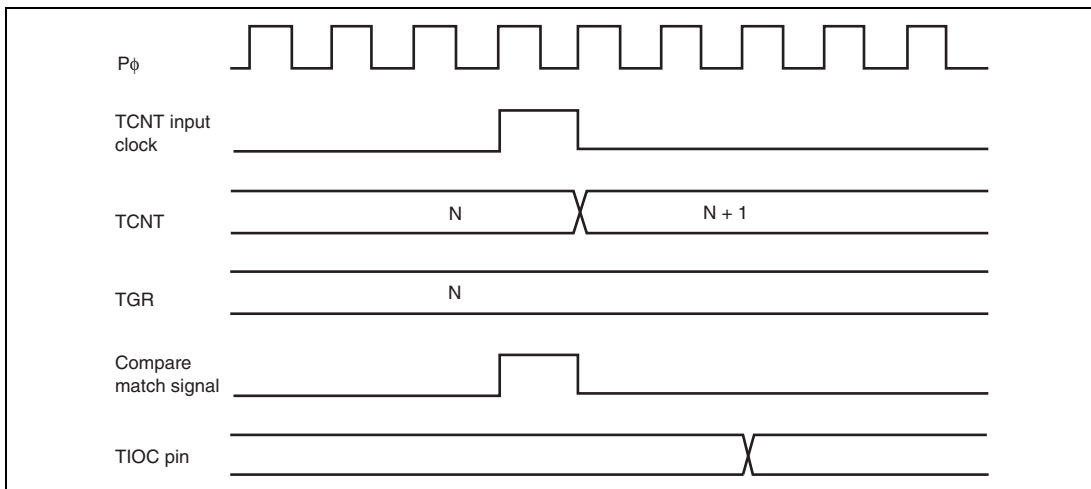 Pφ
TCNT input
clock
TCNT
N
N + 1
TGR
N
Compare
match signal
TIOC pin